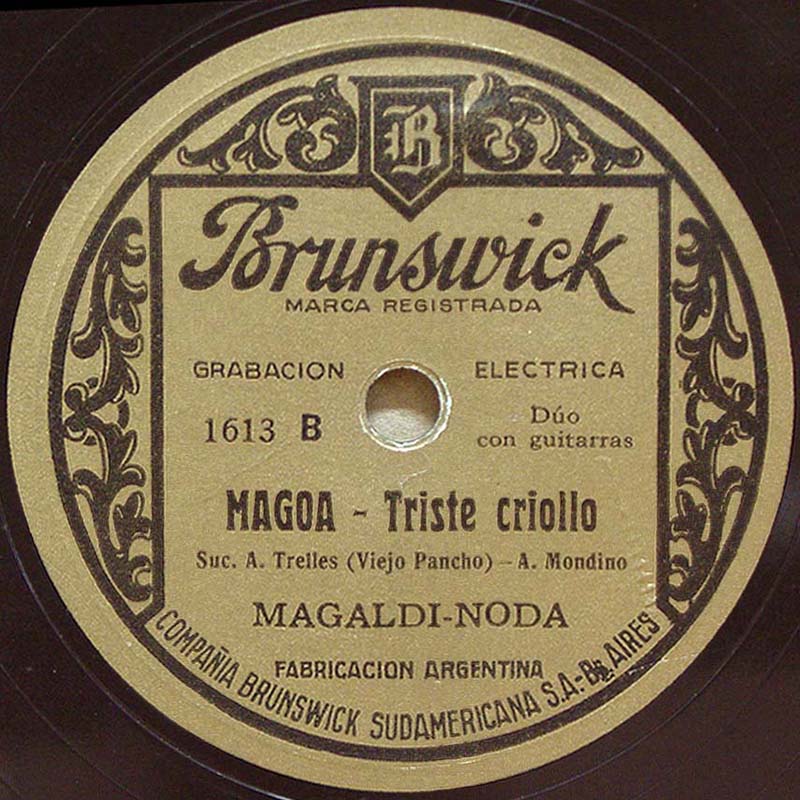 B
Brunswick
MARCA REGISTRADA
GRABACION ELECTRICA
1613 B
Dúo
con guitarras
MAGOA - Triste criollo
Suc. A. Trelles (Viejo Pancho) – A. Mondino
MAGALDI-NODA
FABRICACION ARGENTINA
COMPAÑIA BRUNSWICK SUDAMERICANA S.A.-Bs. AIRES